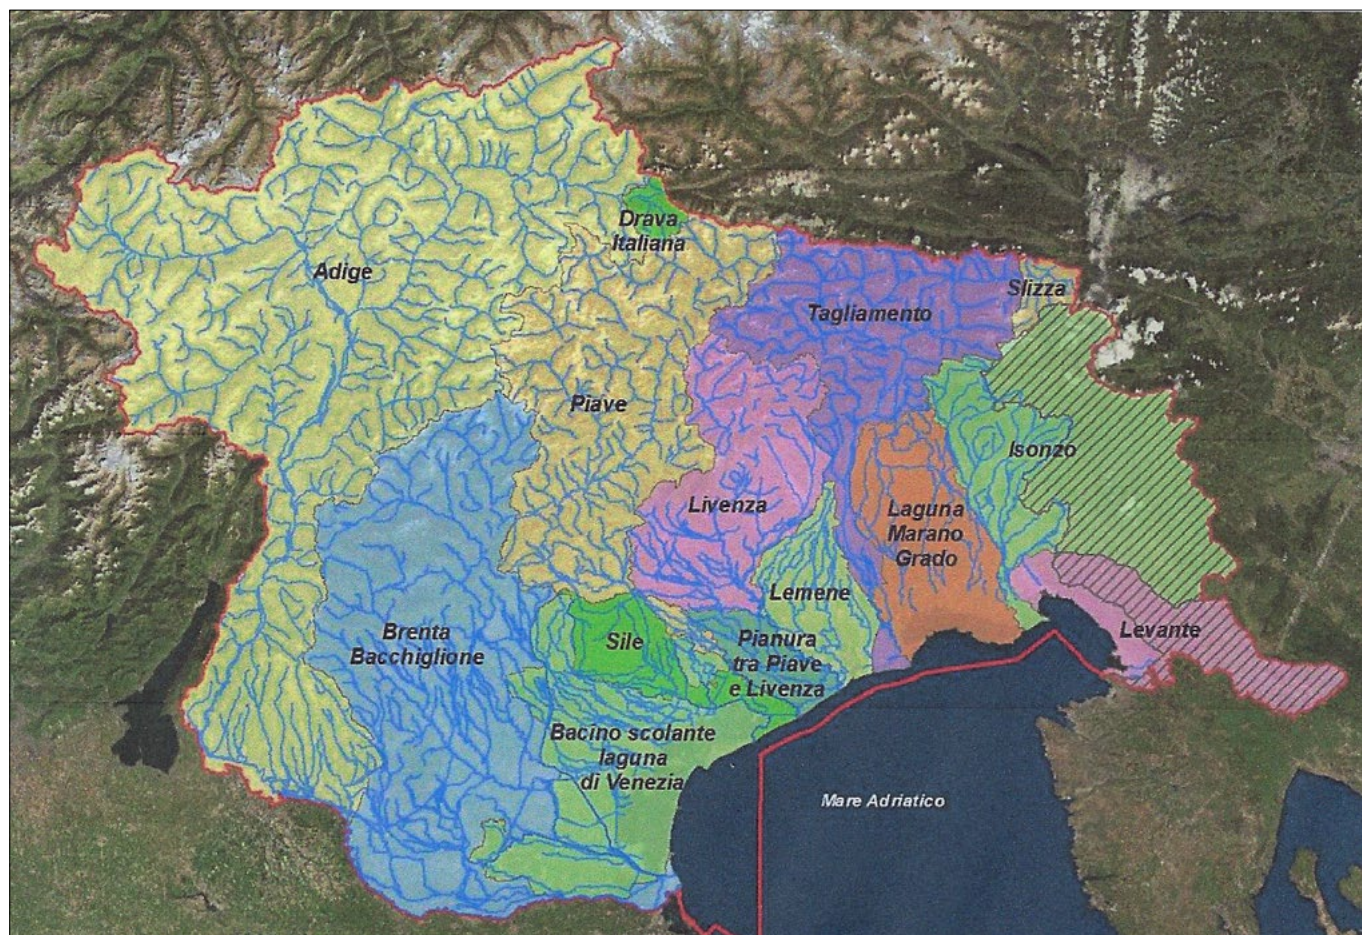 Drava
Italiana
Adige
Slizza
Tagliamento
Piave
Isonzo
Livenza
Laguna
Marano
Grado
Lemene
Brenta
Bacchiglione
Sile
Pianura
tra Piave
e Livenza
Levante
Bacino scolante
laguna
di Venezia
Mare Adriatico